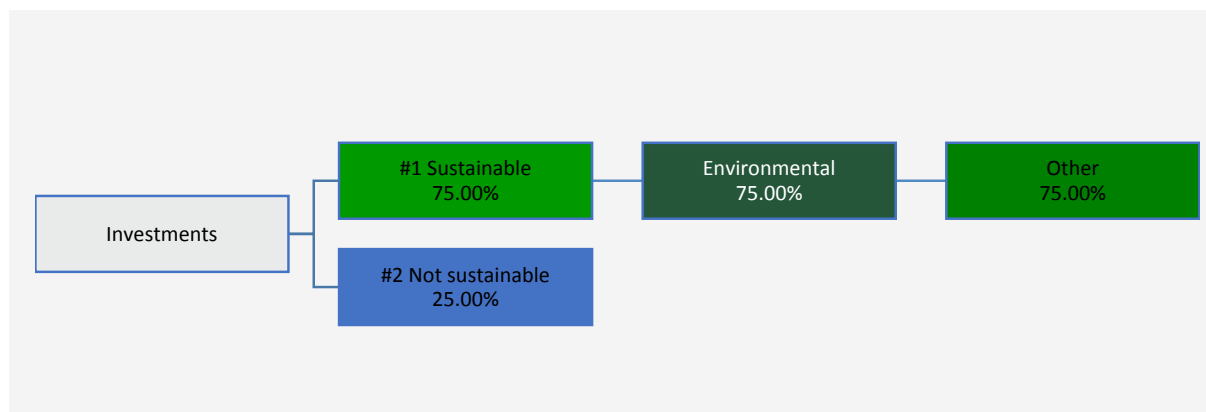 Investments
#1 Sustainable
75.00%
Environmental
75.00%
Other
75.00%
#2 Not sustainable
25.00%